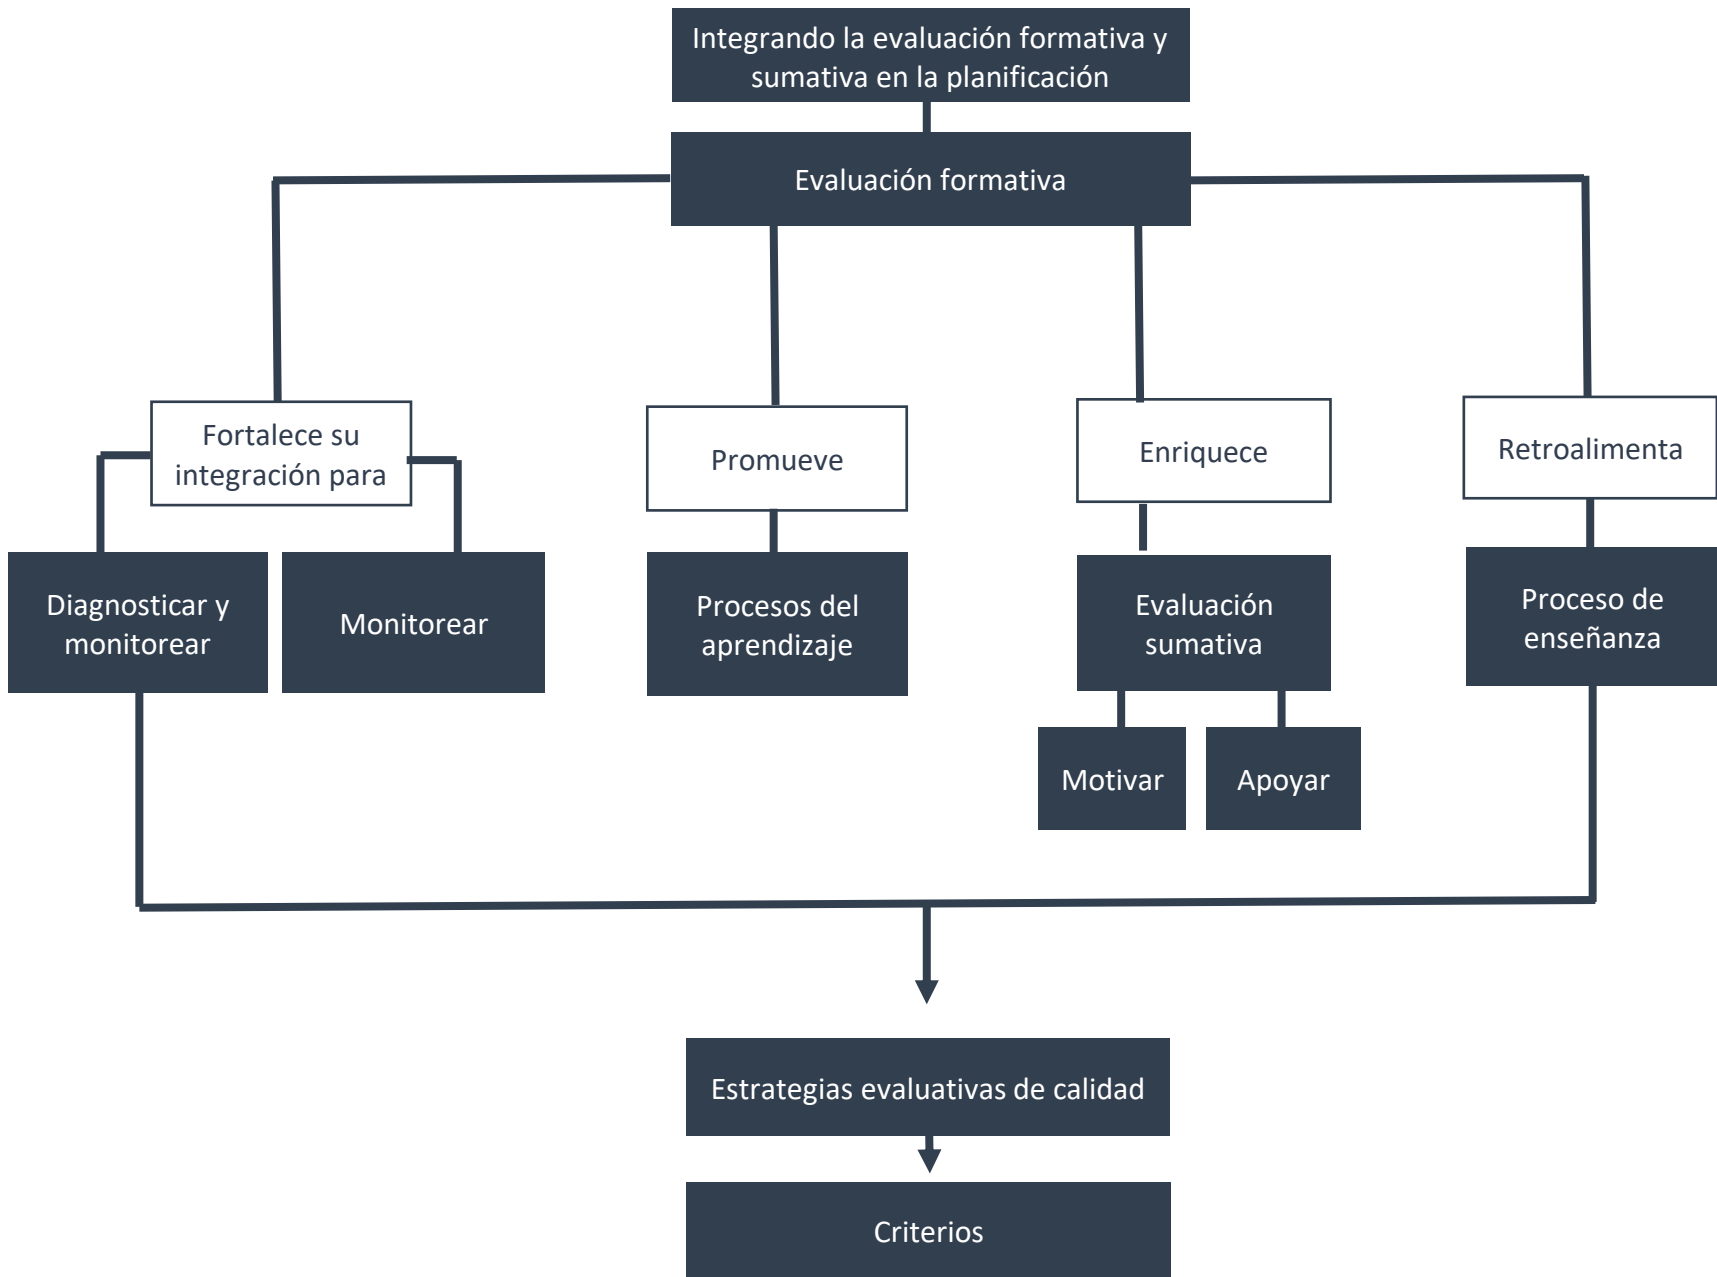 Integrando la evaluación formativa y
sumativa en la planificación
Evaluación formativa
Fortalece su
integración para
Promueve
Enriquece
Retroalimenta
Diagnosticar y
monitorear
Monitorear
Procesos del
aprendizaje
Evaluación
sumativa
Proceso de
enseñanza
Motivar
Apoyar
Estrategias evaluativas de calidad
Criterios